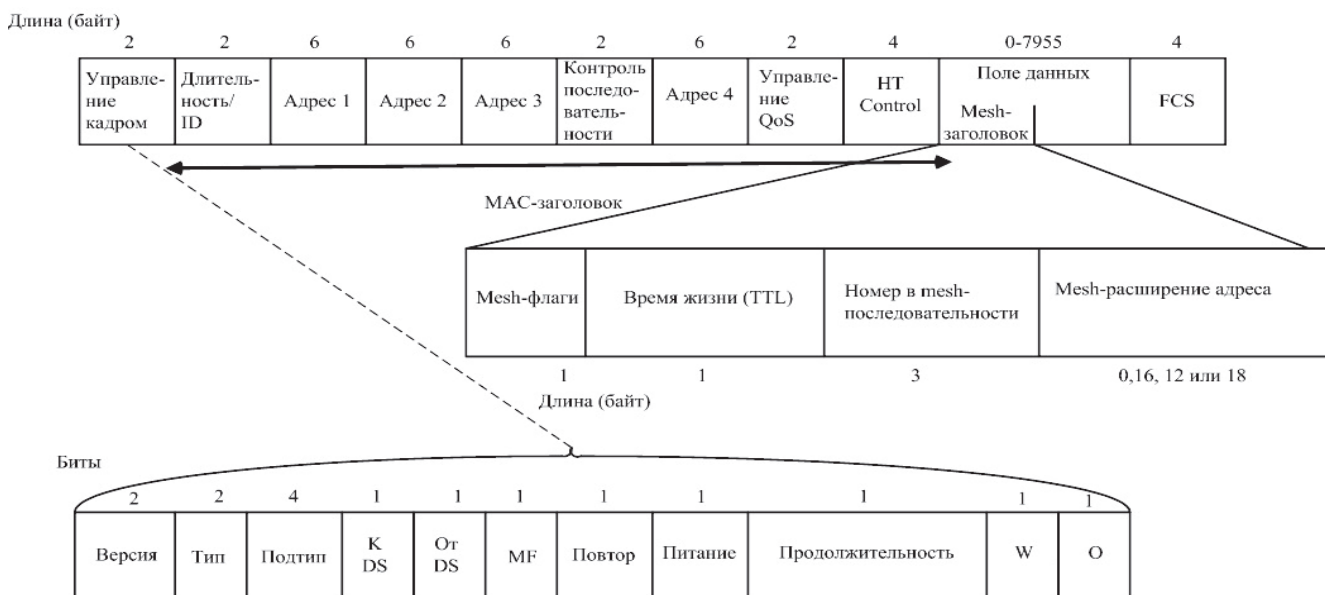 Длина (байт)
2 2 6 6 6 2 6 2 4 0-7955 4
Управле-
ние
кадром
Длитель-
ность/
ID
Адрес 1
Адрес 2
Адрес 3
Контроль
последо-
ватель-
ности
Адрес 4
Управле-
ние
QoS
HT
Control
Поле данных
Mesh-
заголовок
FCS
MAC-заголовок
Mesh-флаги
Время жизни (TTL)
Номер в mesh-
последовательности
Mesh-расширение адреса
1 1 3 0,16, 12 или 18
Длина (байт)
Биты
2 2 4 1 1 1 1 1 1 1 1
Версия
Тип
Подтип
К
DS
От
DS
MF
Повтор
Питание
Продолжительность
W
O